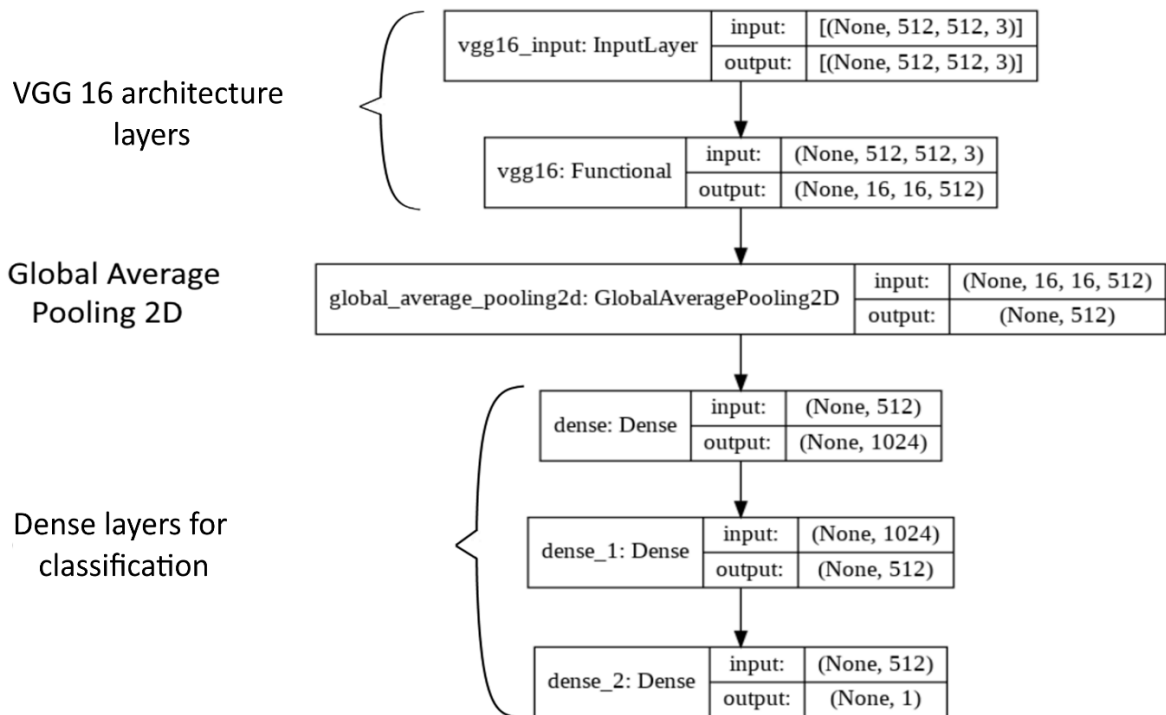 VGG 16 architecture
layers
vgg16_input: InputLayer
input:
[(None, 512, 512, 3)]
output:
[(None, 512, 512, 3)]
vgg16: Functional
input:
(None, 512, 512, 3)
output:
(None, 16, 16, 512)
Global Average
Pooling 2D
global_average_pooling2d: GlobalAveragePooling2D
input:
(None, 16, 16, 512)
output:
(None, 512)
Dense layers for
classification
dense: Dense
input:
(None, 512)
output:
(None, 1024)
dense_1: Dense
input:
(None, 1024)
output:
(None, 512)
dense_2: Dense
input:
(None, 512)
output:
(None, 1)